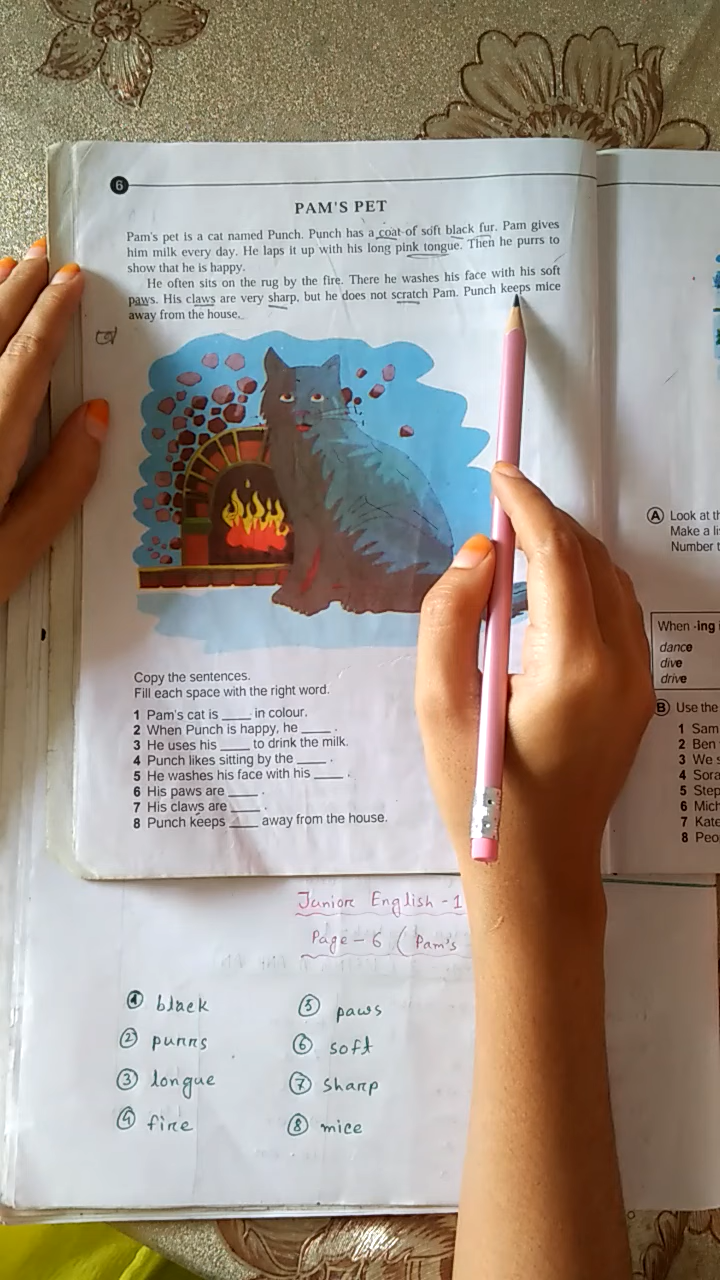 6
PAM'S PET
Pam's pet is a cat named Punch. Punch has a coat of soft black fur. Pam gives
him milk every day. He laps it up with his long pink tongue. Then he purrs to
show that he is happy.
He often sits on the rug by the fire. There he washes his face with his soft
paws. His claws are very sharp, but he does not scratch Pam. Punch keeps mice
away from the house.
Copy the sentences.
Fill each space with the right word.
1 Pam's cat is ____ in colour.
2 When Punch is happy, he ____ .
3 He uses his ____ to drink the milk.
4 Punch likes sitting by the ____ .
5 He washes his face with his ____ .
6 His paws are ____ .
7 His claws are ____ .
8 Punch keeps ____ away from the house.
A Look at th
Make a li
Number t
When -ing i
dance
dive
drive
B Use the
1 Sam
2 Ben
3 We s
4 Sora
5 Step
6 Mich
7 Kate
8 Peo
Junior English - 1
Page - 6 ( Pam's
1 black
2 purrs
3 tongue
4 fire
5 paws
6 soft
7 sharp
8 mice